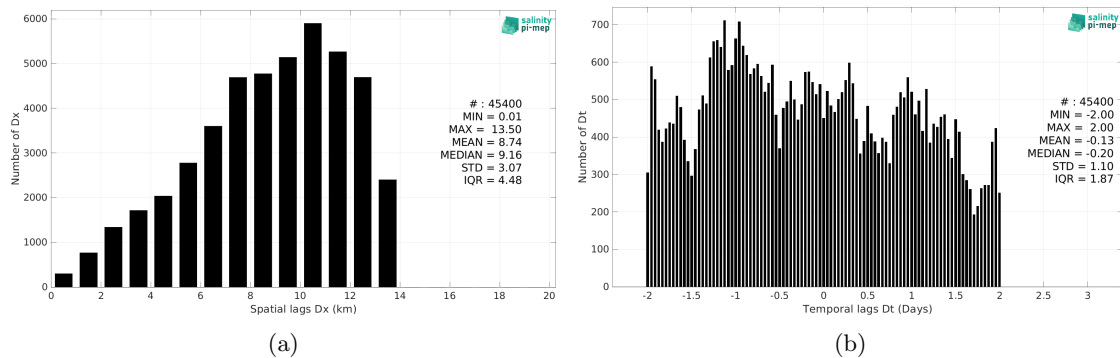 6000
5000
4000
3000
2000
1000
0
Number of Dx
0 2 4 6 8 10 12 14 16 18 20
Spatial lags Dx (km)
salinity
pi-mep
# : 45400
MIN = 0.01
MAX = 13.50
MEAN = 8.74
MEDIAN = 9.16
STD = 3.07
IQR = 4.48
(a)
700
600
500
400
300
200
100
0
Number of Dt
-2 -1.5 -1 -0.5 0 0.5 1 1.5 2 2.5 3
Temporal lags Dt (Days)
salinity
pi-mep
# : 45400
MIN = -2.00
MAX = 2.00
MEAN = -0.13
MEDIAN = -0.20
STD = 1.10
IQR = 1.87
(b)